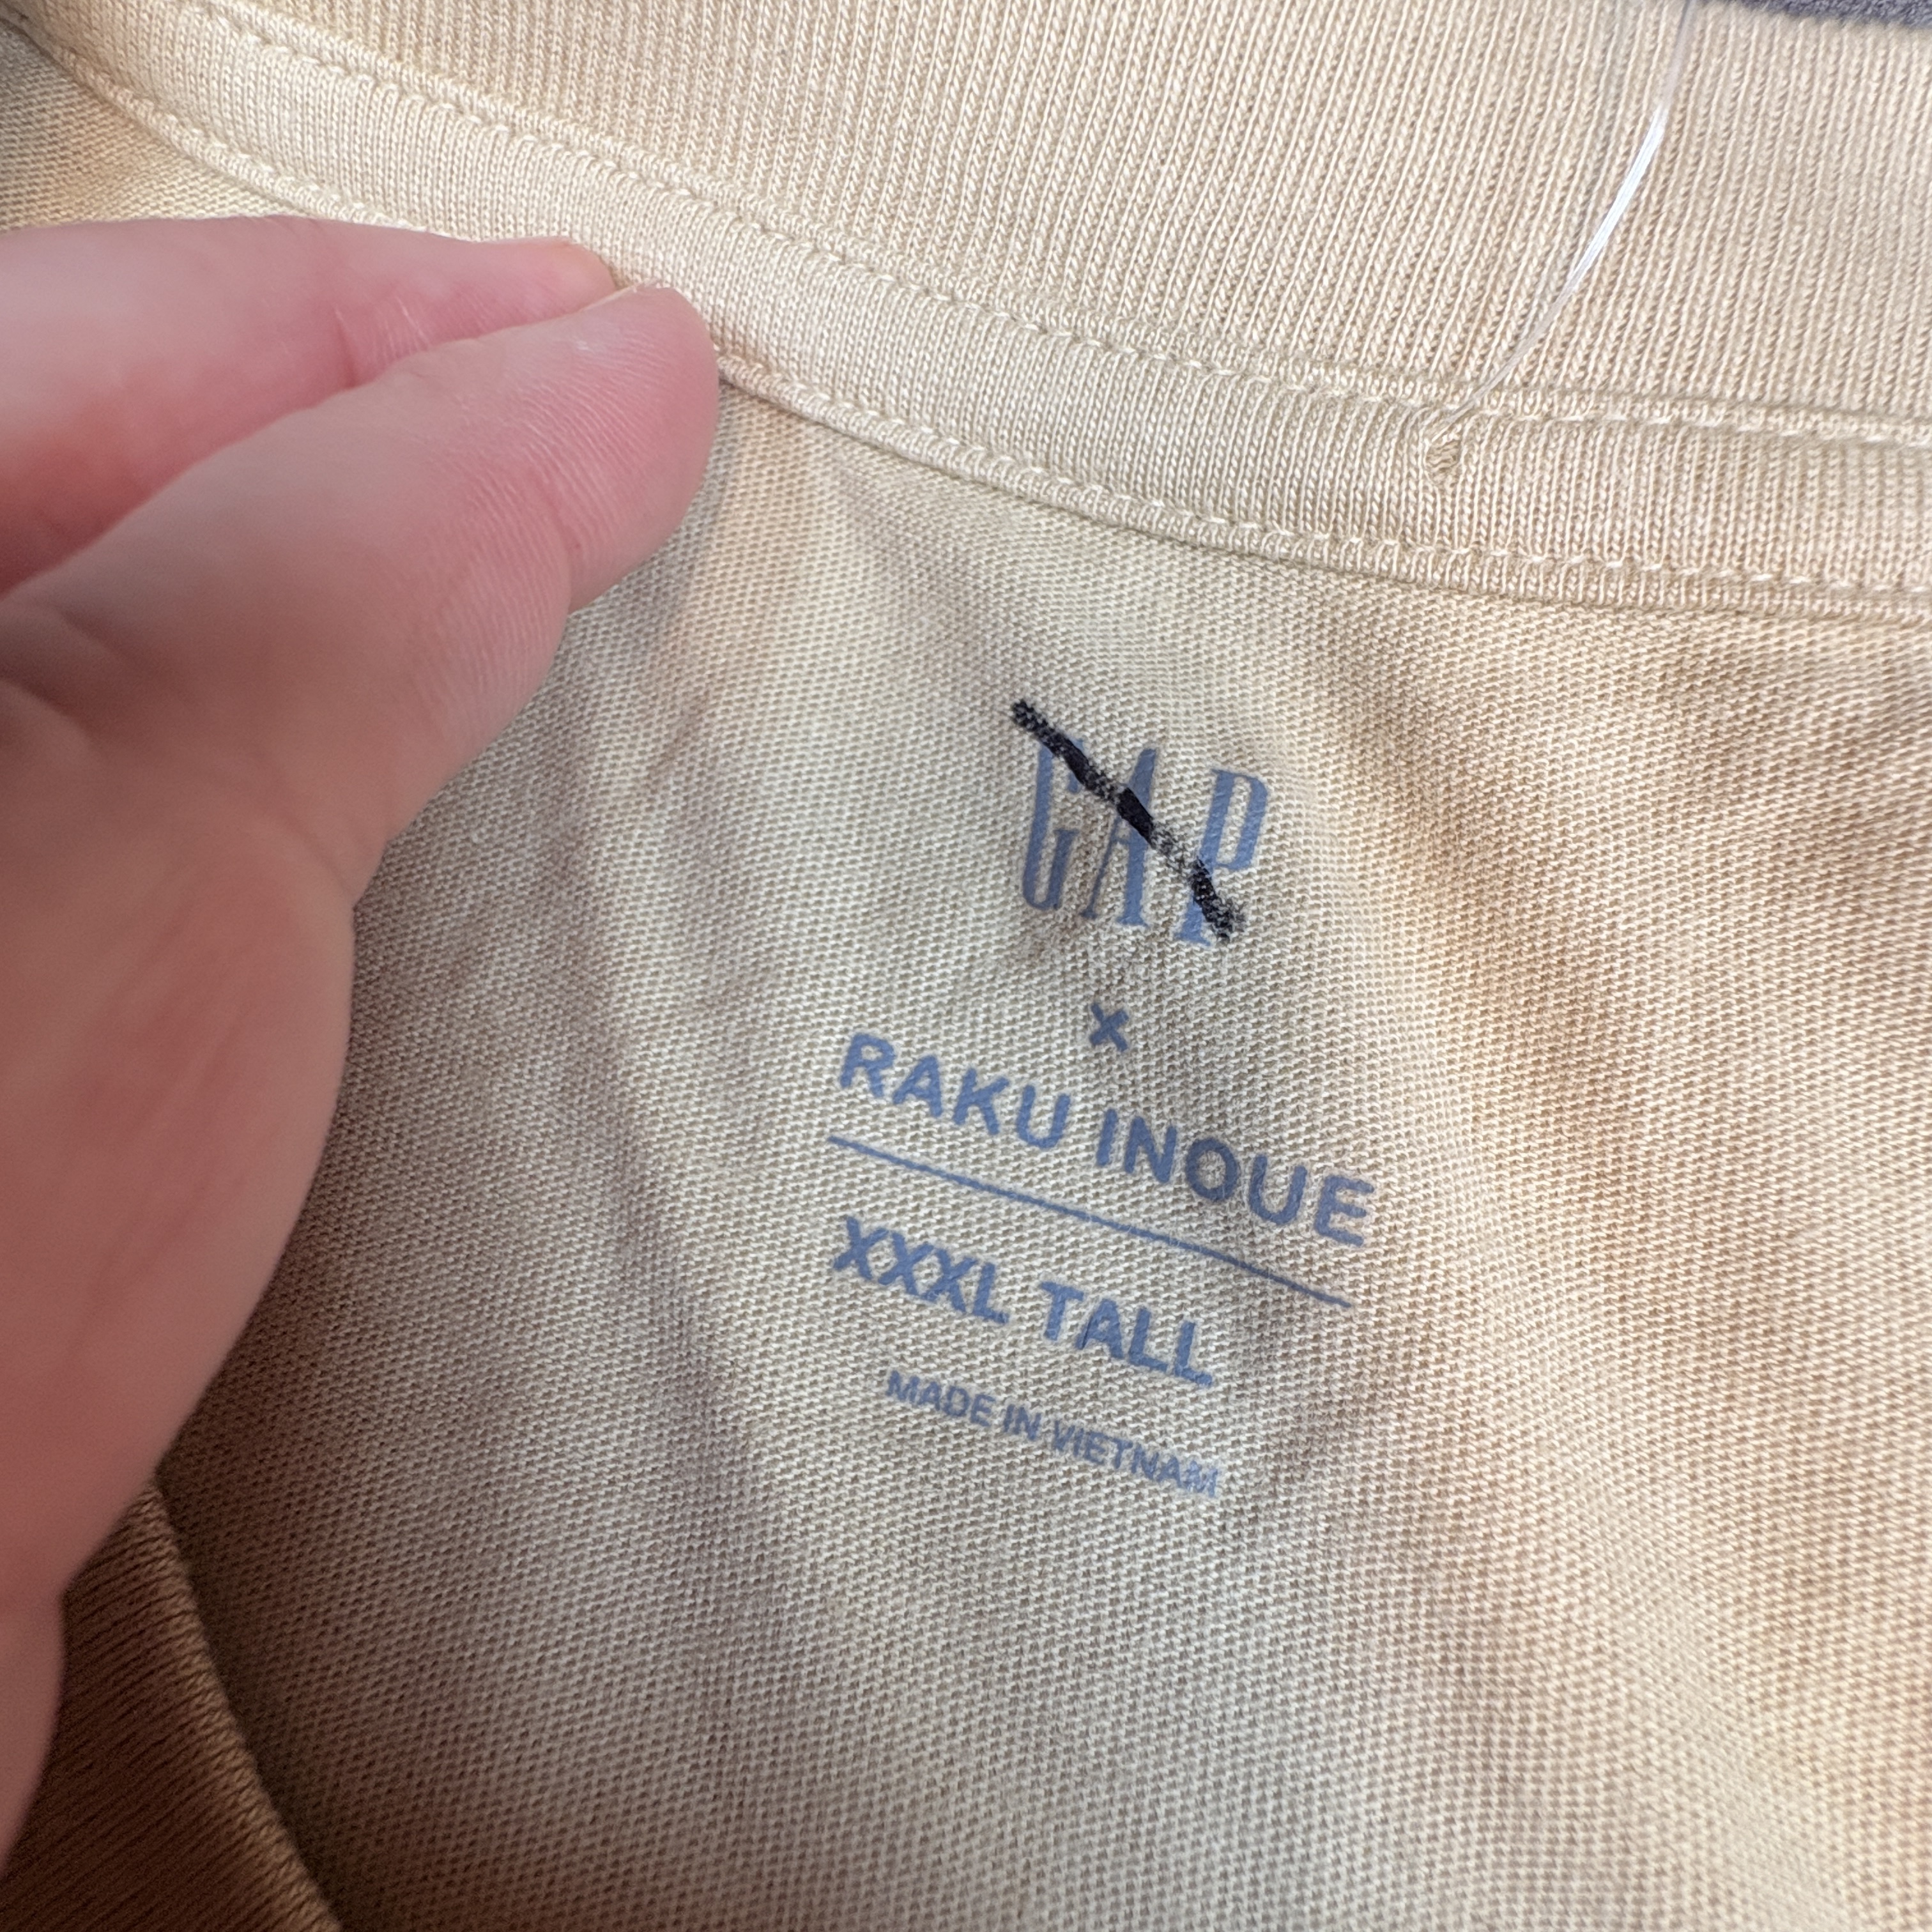 GAP
×
RAKU INOUE
XXXL TALL
MADE IN VIETNAM